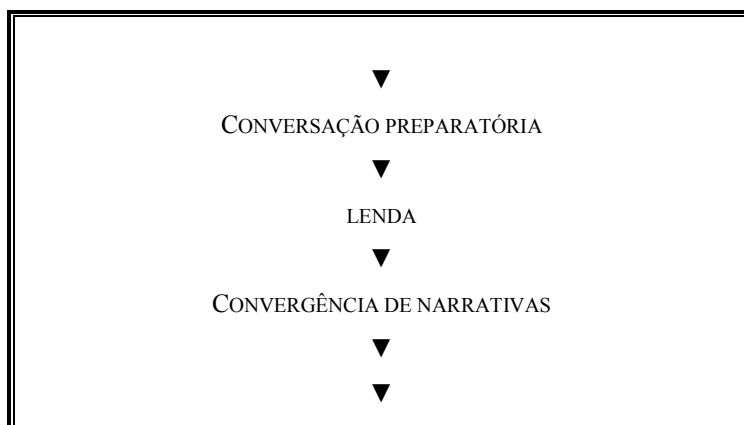 ▼
CONVERSAÇÃO PREPARATÓRIA
▼
LENDA
▼
CONVERGÊNCIA DE NARRATIVAS
▼
▼